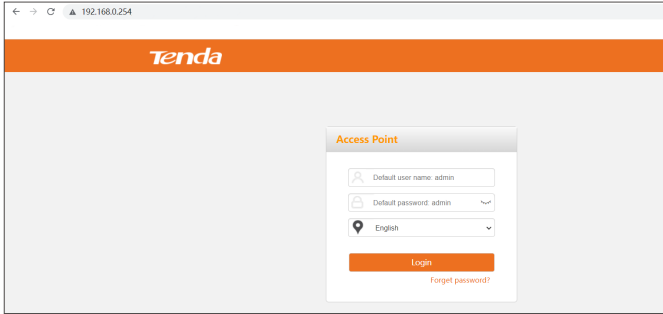 192.168.0.254
Tenda
Access Point
Default user name: admin
Default password: admin
English
Login
Forget password?